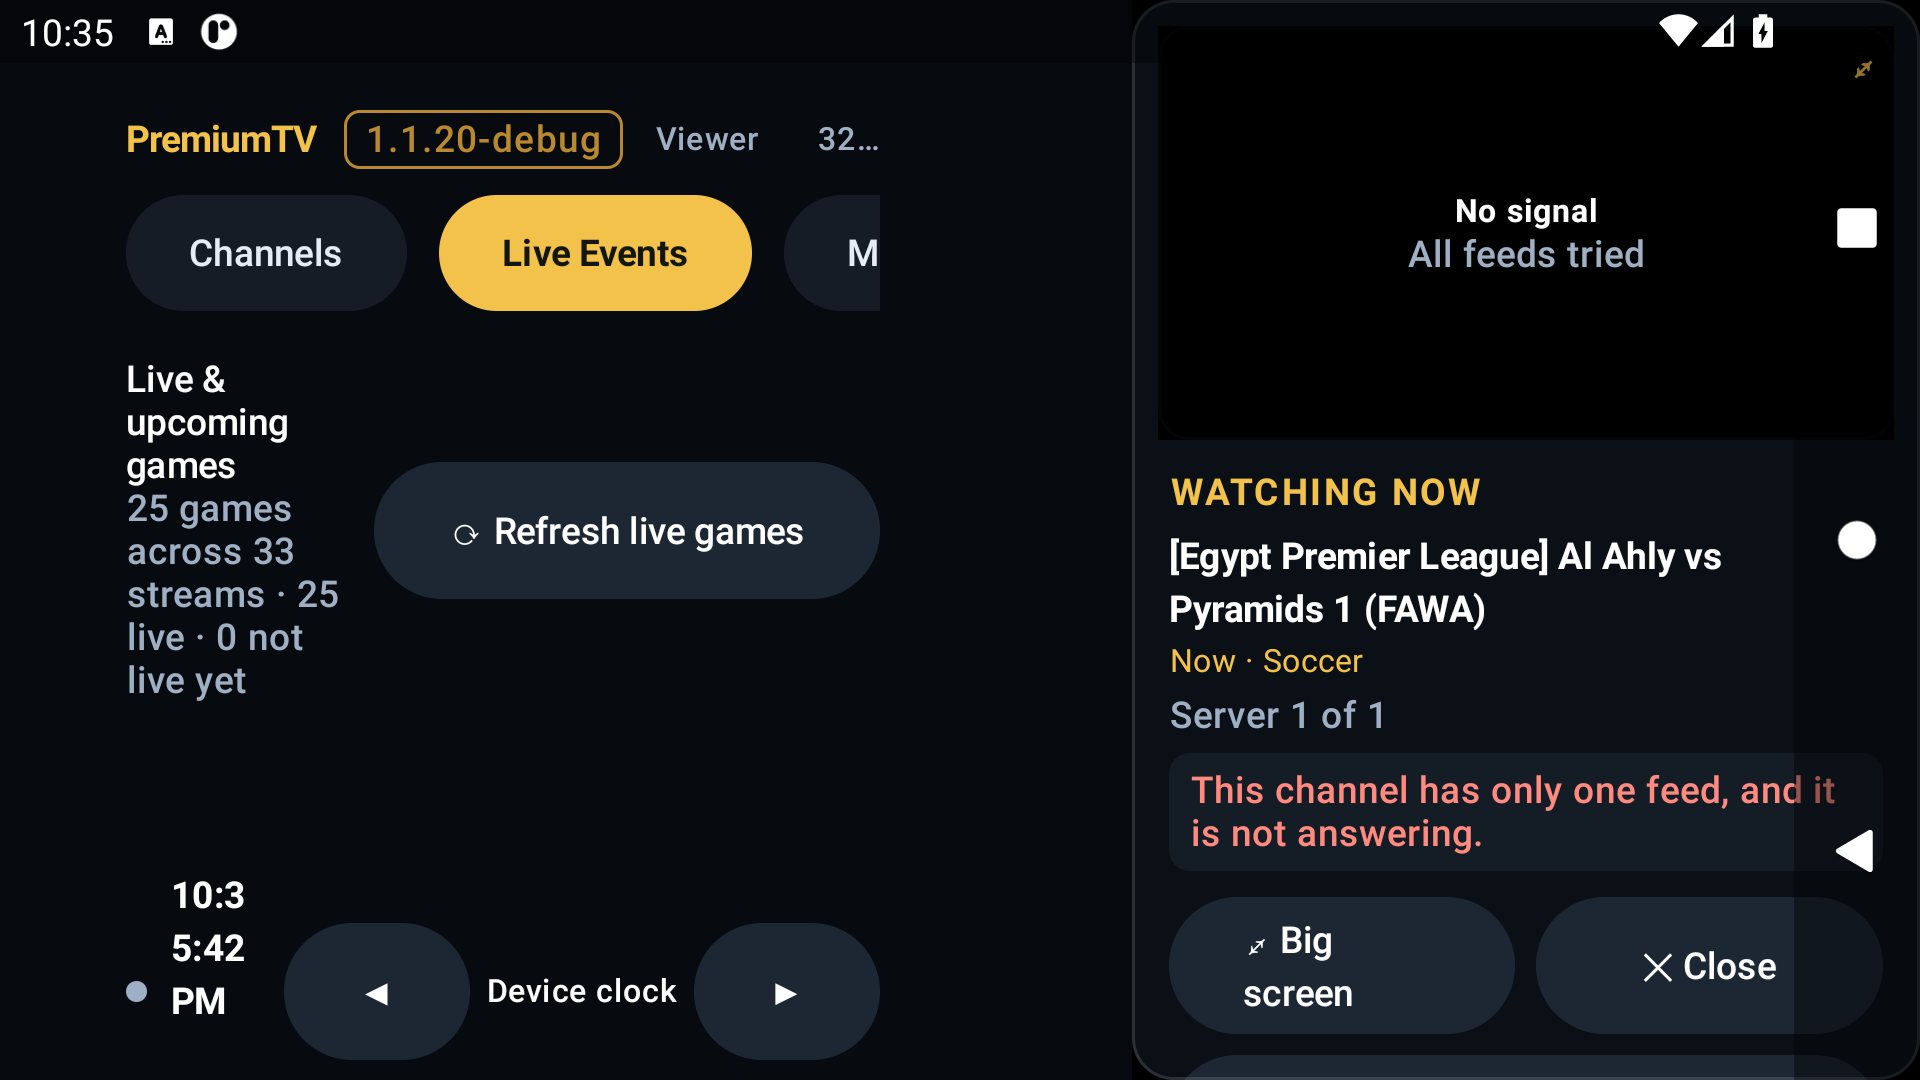 10:35
PremiumTV
1.1.20-debug
Viewer
32…
Channels
Live Events
M
Live &
upcoming
games
25 games
across 33
streams · 25
live · 0 not
live yet
⟳ Refresh live games
10:3
5:42
PM
◀
Device clock
▶
No signal
All feeds tried
WATCHING NOW
[Egypt Premier League] Al Ahly vs
Pyramids 1 (FAWA)
Now · Soccer
Server 1 of 1
This channel has only one feed, and it
is not answering.
⤢ Big
screen
✕ Close